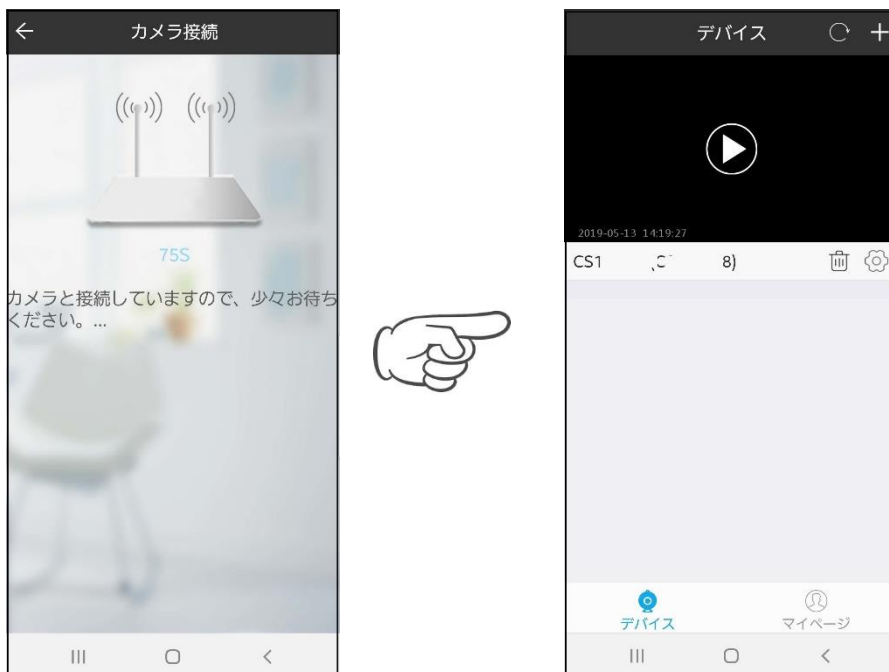 カメラ接続
75S
カメラと接続していますので、少々お待ち
ください。...
デバイス
2019-05-13 14:19:27
CS1 8)
デバイス
マイページ